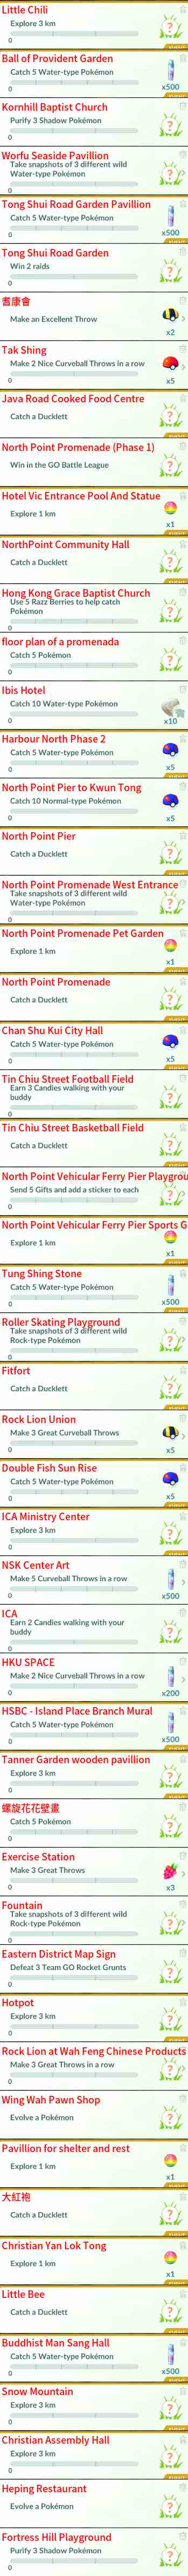 Little Chili
Explore 3 km
0
Ball of Provident Garden
Catch 5 Water-type Pokémon
0
x500
Kornhill Baptist Church
Purify 3 Shadow Pokémon
0
Worfu Seaside Pavillion
Take snapshots of 3 different wild
Water-type Pokémon
0
Tong Shui Road Garden Pavillion
Catch 5 Water-type Pokémon
0
x500
Tong Shui Road Garden
Win 2 raids
0
耆康會
Make an Excellent Throw
x2
Tak Shing
Make 2 Nice Curveball Throws in a row
0
x5
Java Road Cooked Food Centre
Catch a Ducklett
North Point Promenade (Phase 1)
Win in the GO Battle League
Hotel Vic Entrance Pool And Statue
Explore 1 km
x1
NorthPoint Community Hall
Catch a Ducklett
Hong Kong Grace Baptist Church
Use 5 Razz Berries to help catch
Pokémon
0
floor plan of a promenada
Catch 5 Pokémon
0
Ibis Hotel
Catch 10 Water-type Pokémon
0
x10
Harbour North Phase 2
Catch 5 Water-type Pokémon
0
x5
North Point Pier to Kwun Tong
Catch 10 Normal-type Pokémon
0
x5
North Point Pier
Catch a Ducklett
North Point Promenade West Entrance
Take snapshots of 3 different wild
Water-type Pokémon
0
North Point Promenade Pet Garden
Explore 1 km
x1
North Point Promenade
Catch a Ducklett
Chan Shu Kui City Hall
Catch 5 Water-type Pokémon
0
x5
Tin Chiu Street Football Field
Earn 3 Candies walking with your
buddy
0
Tin Chiu Street Basketball Field
Catch a Ducklett
North Point Vehicular Ferry Pier Playgrou
Send 5 Gifts and add a sticker to each
0
North Point Vehicular Ferry Pier Sports G
Explore 1 km
x1
Tung Shing Stone
Catch 5 Water-type Pokémon
0
x500
Roller Skating Playground
Take snapshots of 3 different wild
Rock-type Pokémon
0
Fitfort
Catch a Ducklett
Rock Lion Union
Make 3 Great Curveball Throws
0
x5
Double Fish Sun Rise
Catch 5 Water-type Pokémon
0
x5
ICA Ministry Center
Explore 3 km
0
NSK Center Art
Make 5 Curveball Throws in a row
0
x500
ICA
Earn 2 Candies walking with your
buddy
0
HKU SPACE
Make 2 Nice Curveball Throws in a row
0
x200
HSBC - Island Place Branch Mural
Catch 5 Water-type Pokémon
0
x500
Tanner Garden wooden pavillion
Explore 3 km
0
螺旋花花壁畫
Catch 5 Pokémon
0
Exercise Station
Make 3 Great Throws
0
x3
Fountain
Take snapshots of 3 different wild
Rock-type Pokémon
0
Eastern District Map Sign
Defeat 3 Team GO Rocket Grunts
0
Hotpot
Explore 3 km
0
Rock Lion at Wah Feng Chinese Products
Make 3 Great Throws in a row
0
Wing Wah Pawn Shop
Evolve a Pokémon
Pavillion for shelter and rest
Explore 1 km
x1
大紅袍
Catch a Ducklett
Christian Yan Lok Tong
Explore 1 km
x1
Little Bee
Catch a Ducklett
Buddhist Man Sang Hall
Catch 5 Water-type Pokémon
0
x500
Snow Mountain
Explore 3 km
0
Christian Assembly Hall
Explore 3 km
0
Heping Restaurant
Evolve a Pokémon
Fortress Hill Playground
Purify 3 Shadow Pokémon
0